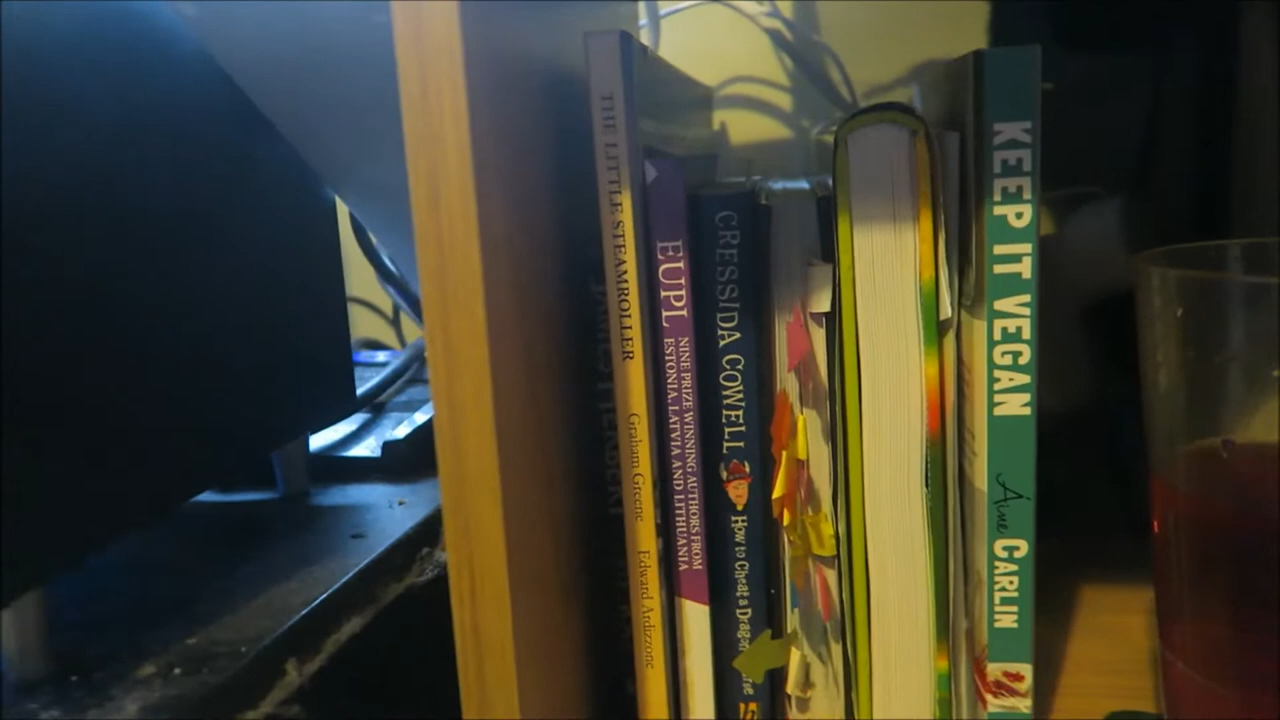 THE LITTLE STEAMROLLER
Graham Greene
Edward Ardizzone
EUPL
NINE PRIZE WINNING AUTHORS FROM
ESTONIA, LATVIA AND LITHUANIA
CRESSIDA COWELL
How to Cheat a Dragon's
KEEP IT VEGAN
Áine CARLIN